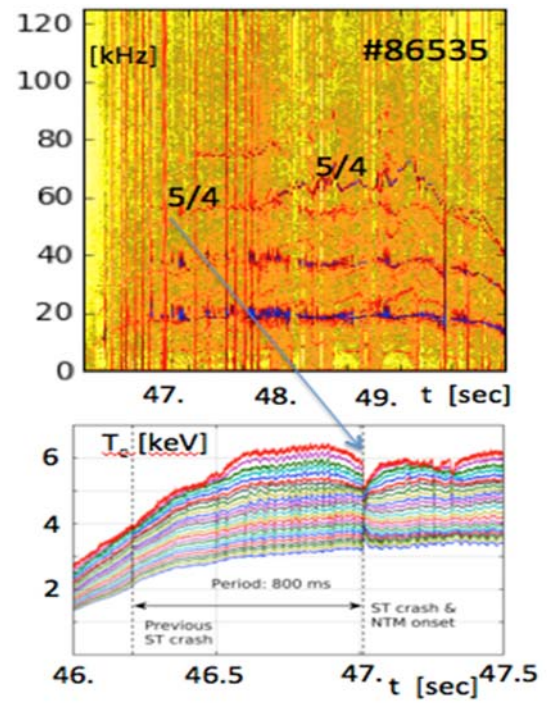 120
[kHz]
#86535
100
80
5/4
60
5/4
40
20
0
47. 48. 49. t [sec]
Te [keV]
6
4
Period: 800 ms
2
Previous
ST crash
ST crash &
NTM onset
46. 46.5 47. t [sec] 47.5